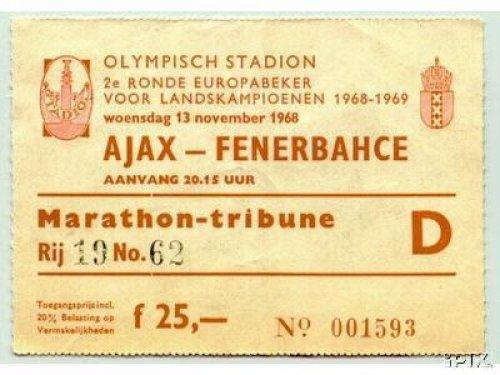 OLYMPISCH STADION
2e RONDE EUROPABEKER
VOOR LANDSKAMPIOENEN 1968-1969
woensdag 13 november 1968
AJAX – FENERBAHCE
AANVANG 20.15 UUR
Marathon-tribune
D
Rij 19 No. 62
Toegangsprijs incl.
20% Belasting op
Vermakelijkheden
f 25,—
No 001593